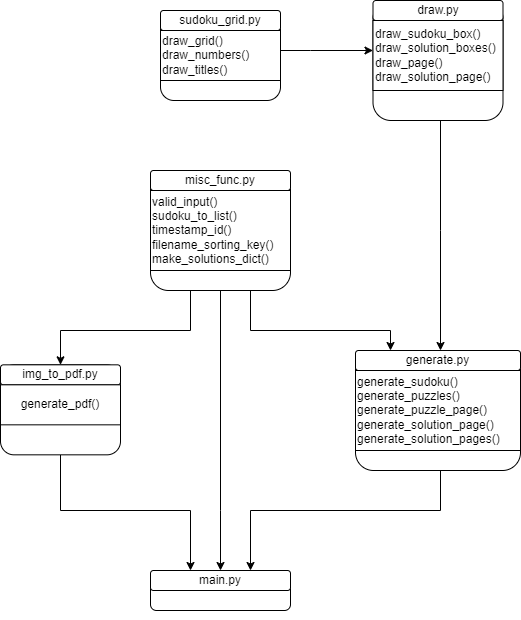 sudoku_grid.py
draw_grid()
draw_numbers()
draw_titles()
draw.py
draw_sudoku_box()
draw_solution_boxes()
draw_page()
draw_solution_page()
misc_func.py
valid_input()
sudoku_to_list()
timestamp_id()
filename_sorting_key()
make_solutions_dict()
img_to_pdf.py
generate_pdf()
generate.py
generate_sudoku()
generate_puzzles()
generate_puzzle_page()
generate_solution_page()
generate_solution_pages()
main.py